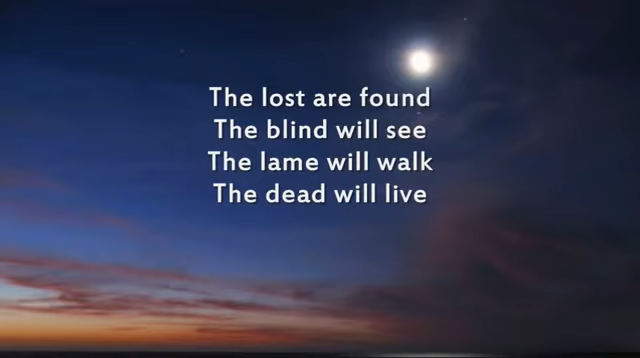 The lost are found
The blind will see
The lame will walk
The dead will live